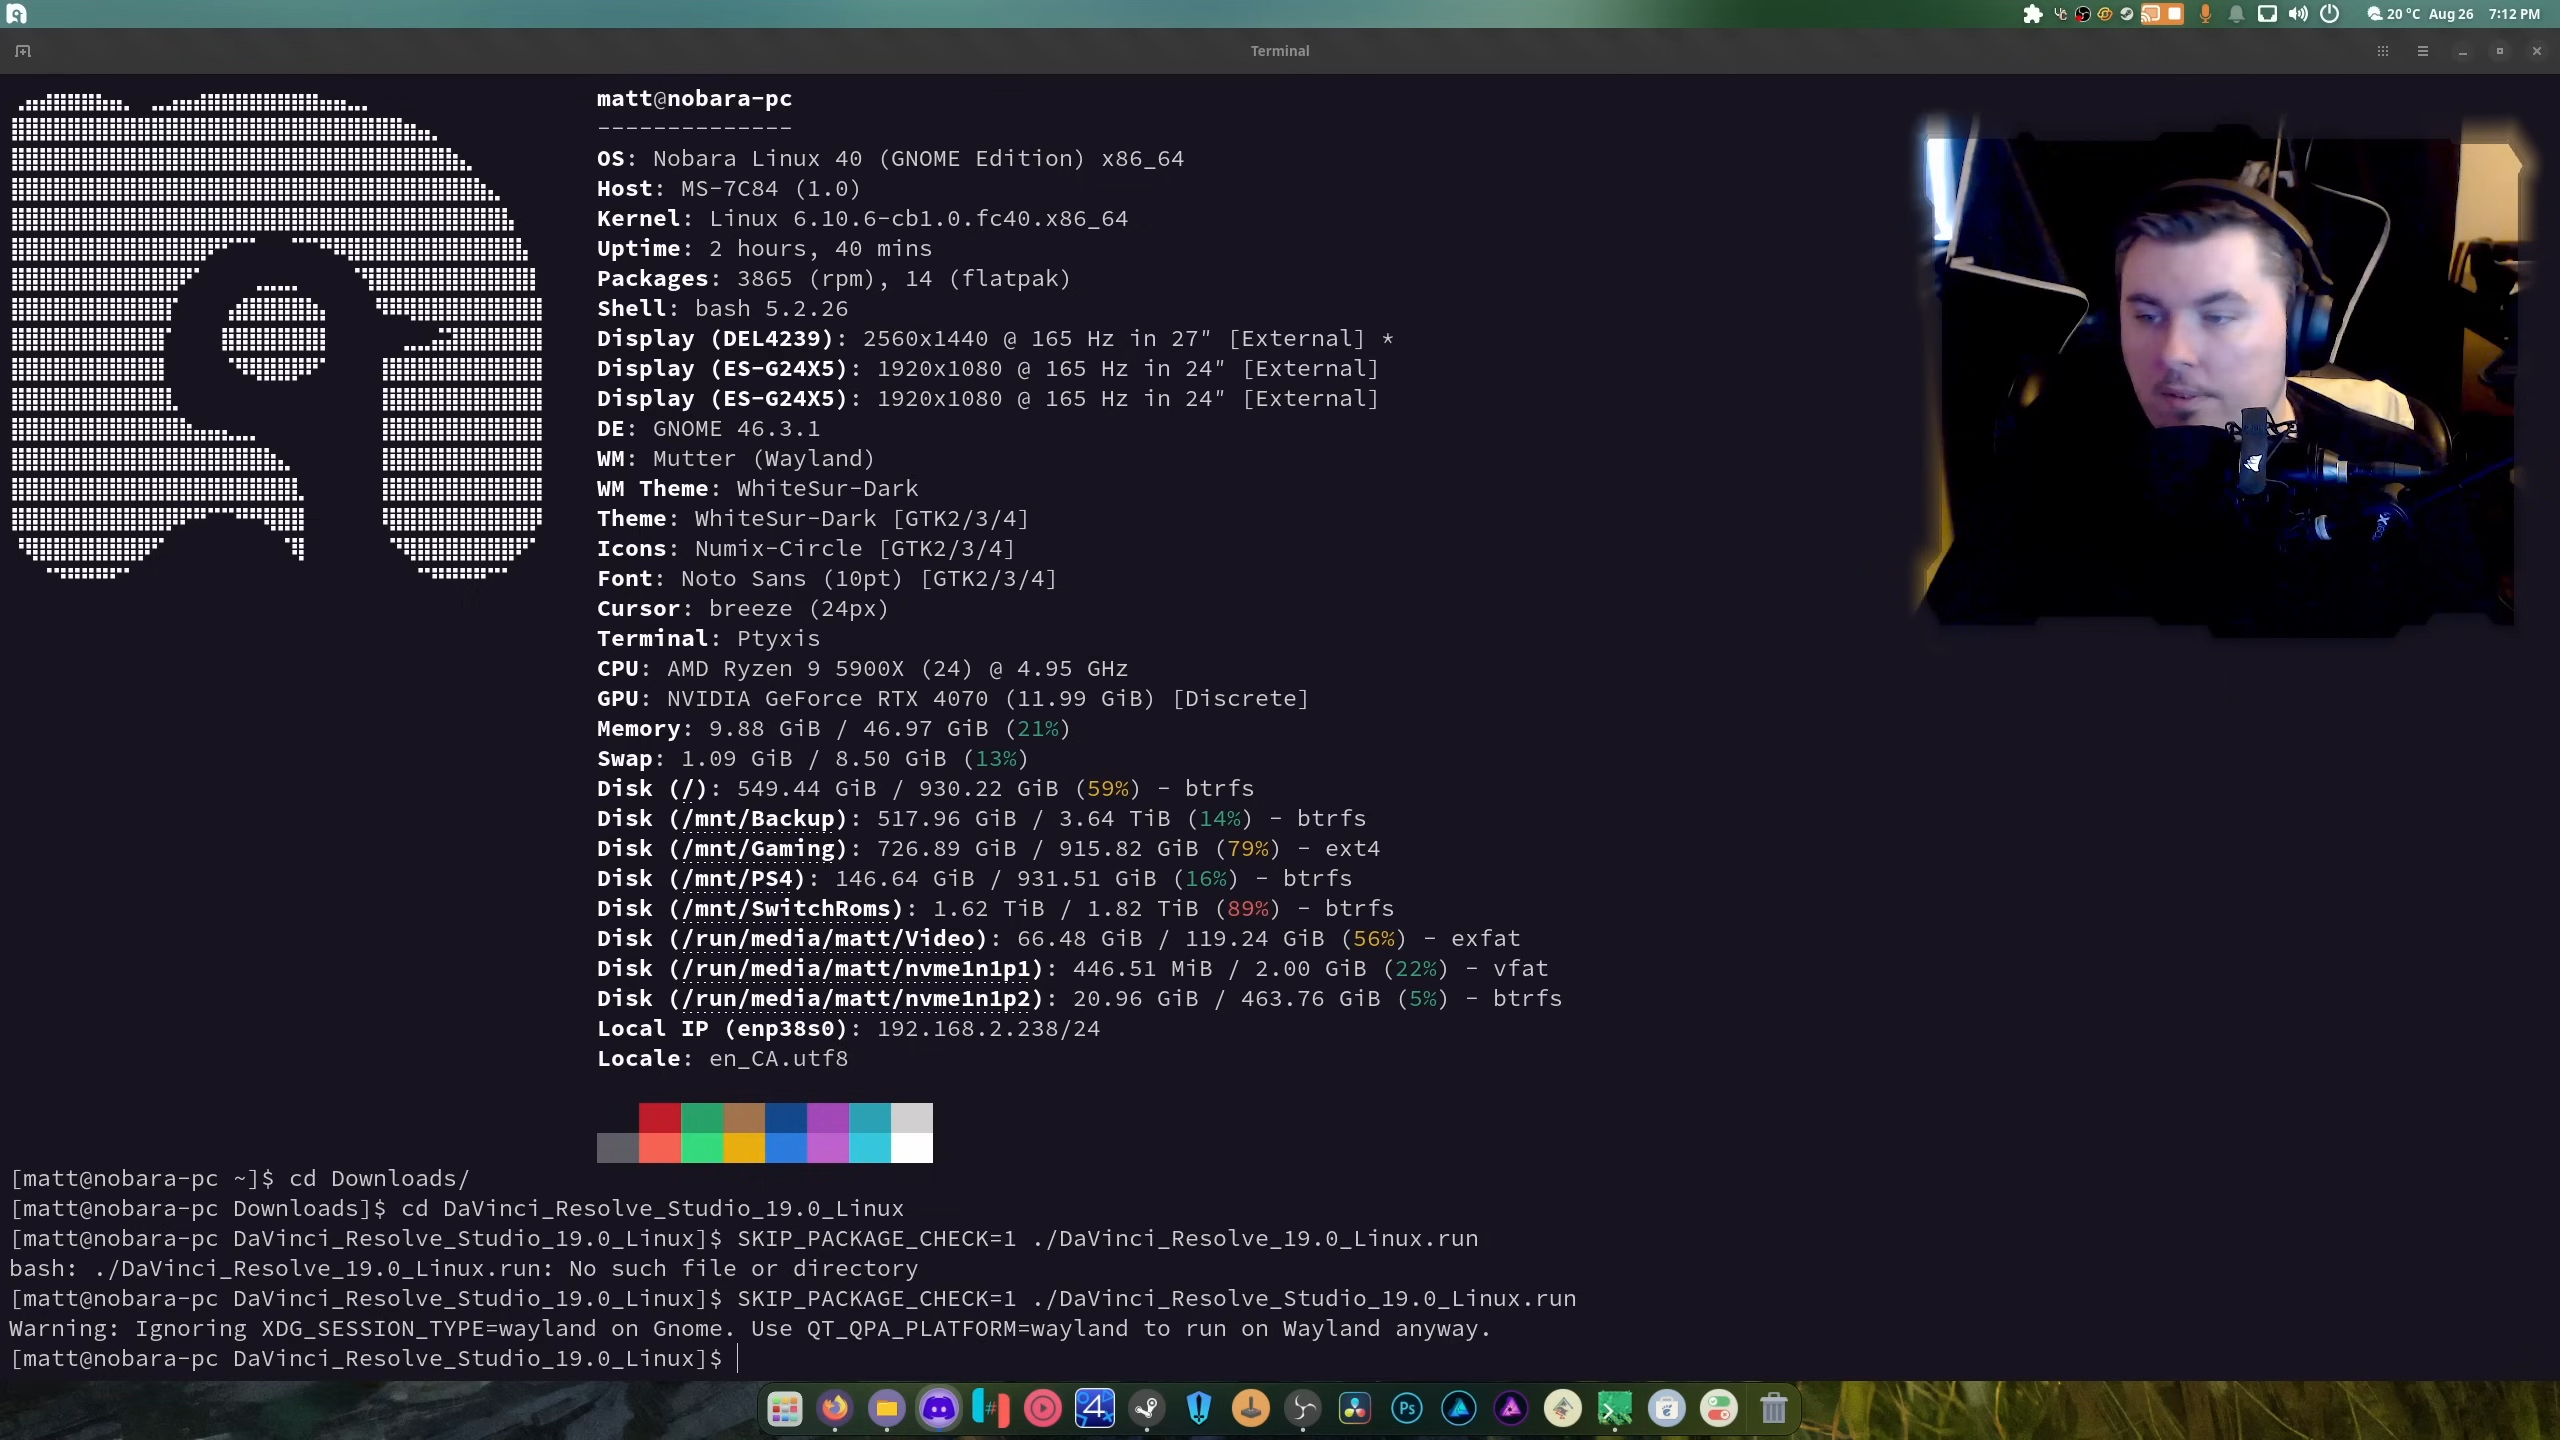 20 °C Aug 26 7:12 PM
Terminal
matt@nobara-pc
--------------
OS: Nobara Linux 40 (GNOME Edition) x86_64
Host: MS-7C84 (1.0)
Kernel: Linux 6.10.6-cb1.0.fc40.x86_64
Uptime: 2 hours, 40 mins
Packages: 3865 (rpm), 14 (flatpak)
Shell: bash 5.2.26
Display (DEL4239): 2560x1440 @ 165 Hz in 27″ [External] *
Display (ES-G24X5): 1920x1080 @ 165 Hz in 24″ [External]
Display (ES-G24X5): 1920x1080 @ 165 Hz in 24″ [External]
DE: GNOME 46.3.1
WM: Mutter (Wayland)
WM Theme: WhiteSur-Dark
Theme: WhiteSur-Dark [GTK2/3/4]
Icons: Numix-Circle [GTK2/3/4]
Font: Noto Sans (10pt) [GTK2/3/4]
Cursor: breeze (24px)
Terminal: Ptyxis
CPU: AMD Ryzen 9 5900X (24) @ 4.95 GHz
GPU: NVIDIA GeForce RTX 4070 (11.99 GiB) [Discrete]
Memory: 9.88 GiB / 46.97 GiB (21%)
Swap: 1.09 GiB / 8.50 GiB (13%)
Disk (/): 549.44 GiB / 930.22 GiB (59%) - btrfs
Disk (/mnt/Backup): 517.96 GiB / 3.64 TiB (14%) - btrfs
Disk (/mnt/Gaming): 726.89 GiB / 915.82 GiB (79%) - ext4
Disk (/mnt/PS4): 146.64 GiB / 931.51 GiB (16%) - btrfs
Disk (/mnt/SwitchRoms): 1.62 TiB / 1.82 TiB (89%) - btrfs
Disk (/run/media/matt/Video): 66.48 GiB / 119.24 GiB (56%) - exfat
Disk (/run/media/matt/nvme1n1p1): 446.51 MiB / 2.00 GiB (22%) - vfat
Disk (/run/media/matt/nvme1n1p2): 20.96 GiB / 463.76 GiB (5%) - btrfs
Local IP (enp38s0): 192.168.2.238/24
Locale: en_CA.utf8
[matt@nobara-pc ~]$ cd Downloads/
[matt@nobara-pc Downloads]$ cd DaVinci_Resolve_Studio_19.0_Linux
[matt@nobara-pc DaVinci_Resolve_Studio_19.0_Linux]$ SKIP_PACKAGE_CHECK=1 ./DaVinci_Resolve_19.0_Linux.run
bash: ./DaVinci_Resolve_19.0_Linux.run: No such file or directory
[matt@nobara-pc DaVinci_Resolve_Studio_19.0_Linux]$ SKIP_PACKAGE_CHECK=1 ./DaVinci_Resolve_Studio_19.0_Linux.run
Warning: Ignoring XDG_SESSION_TYPE=wayland on Gnome. Use QT_QPA_PLATFORM=wayland to run on Wayland anyway.
[matt@nobara-pc DaVinci_Resolve_Studio_19.0_Linux]$
# 4 Ps